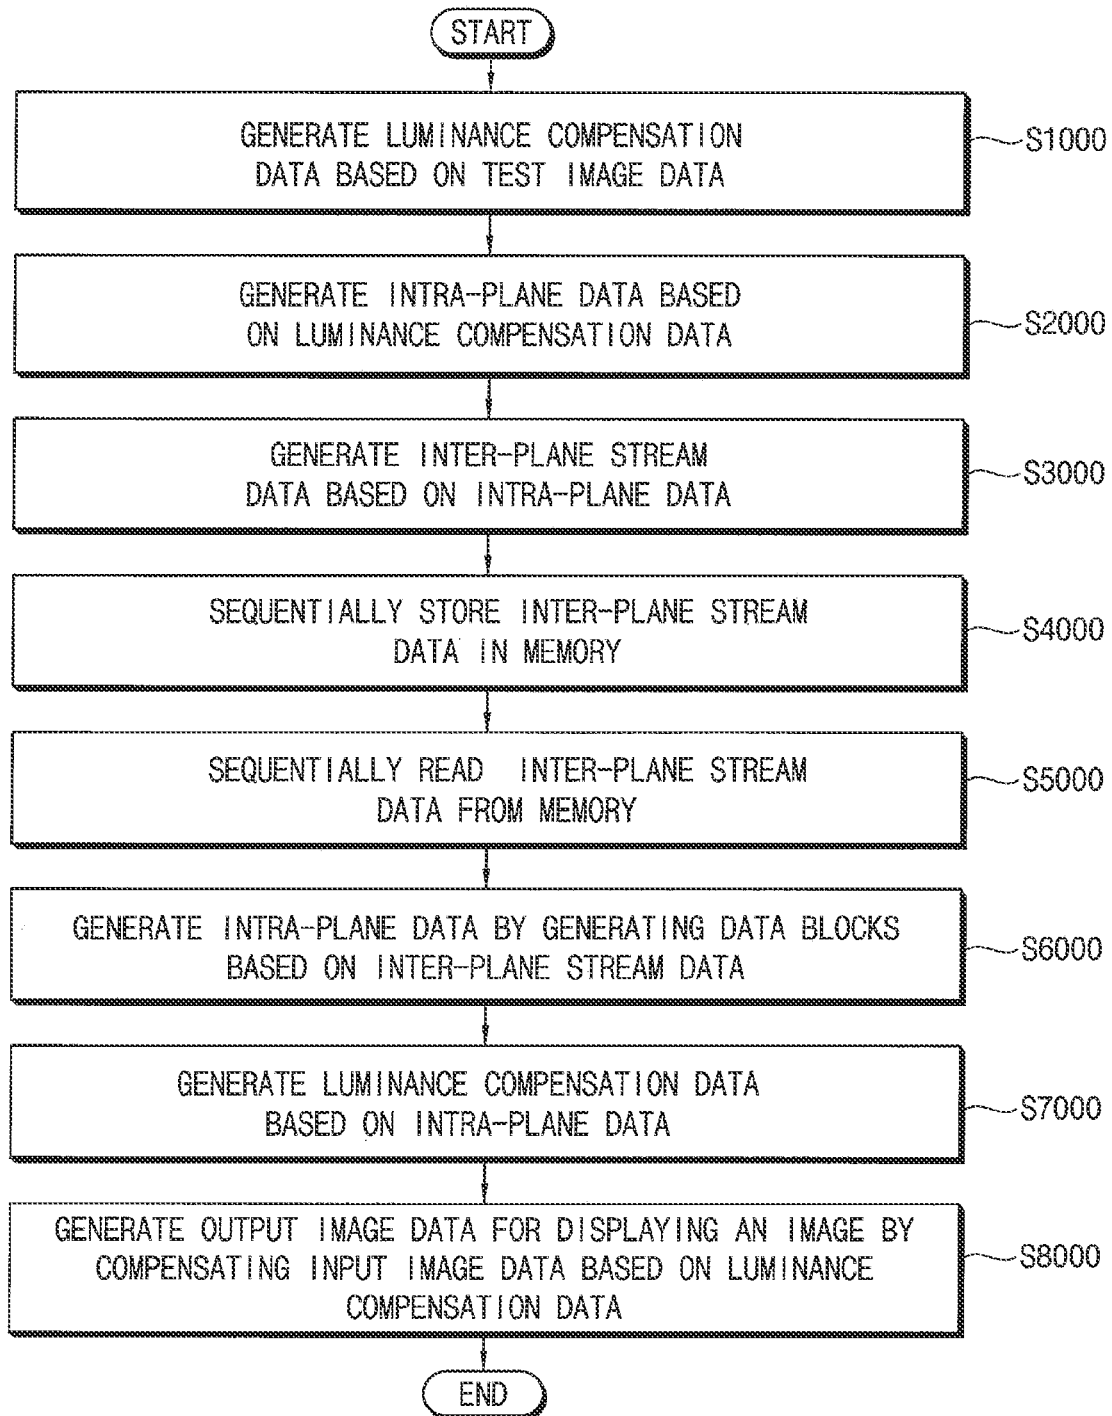 START
GENERATE LUMINANCE COMPENSATION
DATA BASED ON TEST IMAGE DATA
S1000
GENERATE INTRA-PLANE DATA BASED
ON LUMINANCE COMPENSATION DATA
S2000
GENERATE INTER-PLANE STREAM
DATA BASED ON INTRA-PLANE DATA
S3000
SEQUENTIALLY STORE INTER-PLANE STREAM
DATA IN MEMORY
S4000
SEQUENTIALLY READ INTER-PLANE STREAM
DATA FROM MEMORY
S5000
GENERATE INTRA-PLANE DATA BY GENERATING DATA BLOCKS
BASED ON INTER-PLANE STREAM DATA
S6000
GENERATE LUMINANCE COMPENSATION DATA
BASED ON INTRA-PLANE DATA
S7000
GENERATE OUTPUT IMAGE DATA FOR DISPLAYING AN IMAGE BY
COMPENSATING INPUT IMAGE DATA BASED ON LUMINANCE
COMPENSATION DATA
S8000
END